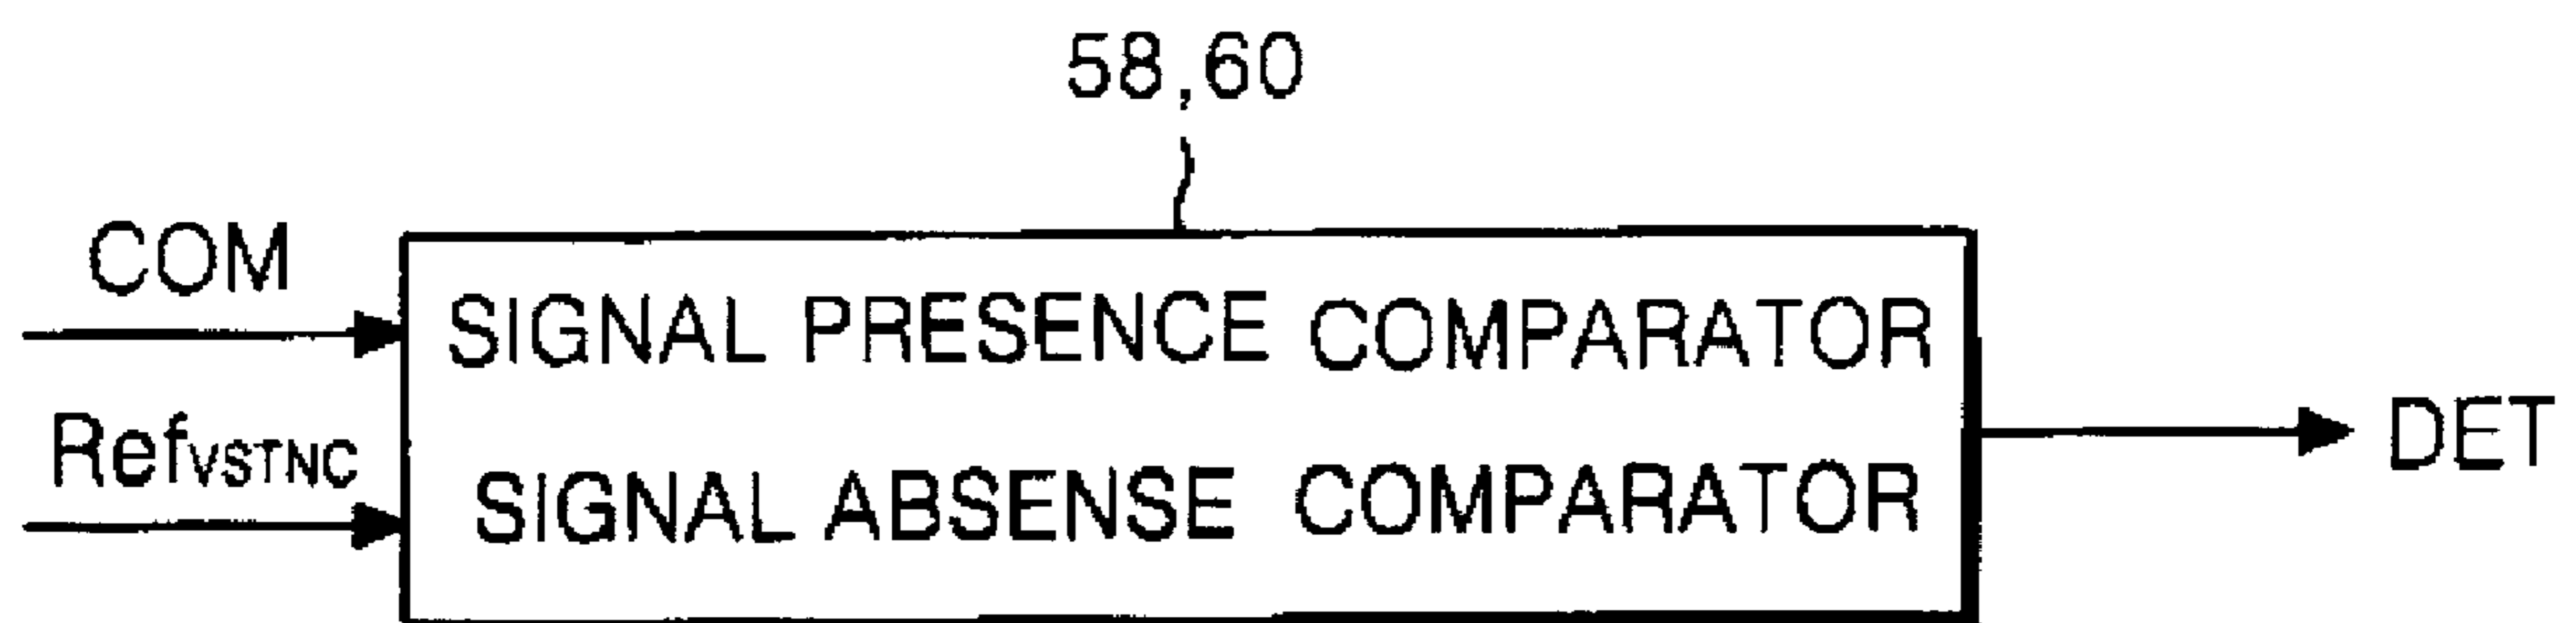 58,60
COM
SIGNAL PRESENCE COMPARATOR
RefVSTNC
SIGNAL ABSENSE COMPARATOR
DET